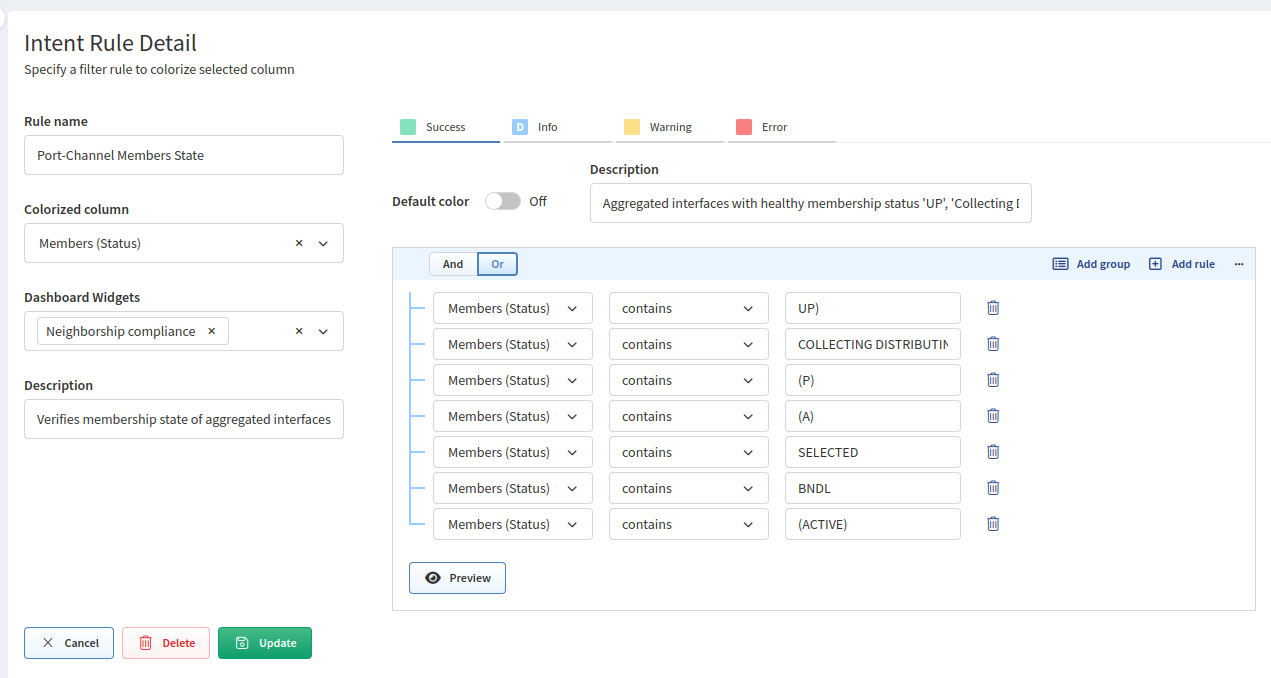 Intent Rule Detail
Specify a filter rule to colorize selected column
Rule name
Port-Channel Members State
Colorized column
Members (Status)
Dashboard Widgets
Neighborship compliance
Description
Verifies membership state of aggregated interfaces
Cancel
Delete
Update
Success
D Info
Warning
Error
Default color
Off
Description
Aggregated interfaces with healthy membership status 'UP', 'Collecting
And
Or
Add group
Add rule
Members (Status) contains UP)
Members (Status) contains COLLECTING DISTRIBUTIN
Members (Status) contains (P)
Members (Status) contains (A)
Members (Status) contains SELECTED
Members (Status) contains BNDL
Members (Status) contains (ACTIVE)
Preview